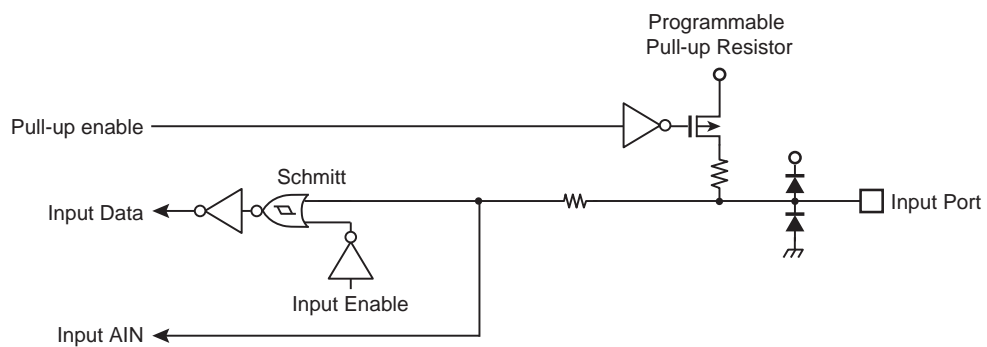 Programmable
Pull-up Resistor
Pull-up enable
Schmitt
Input Data
Input Port
Input Enable
Input AIN